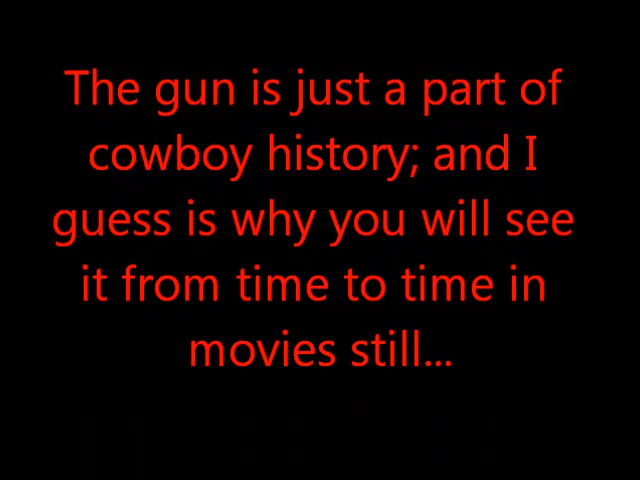 The gun is just a part of
cowboy history; and I
guess is why you will see
it from time to time in
movies still...